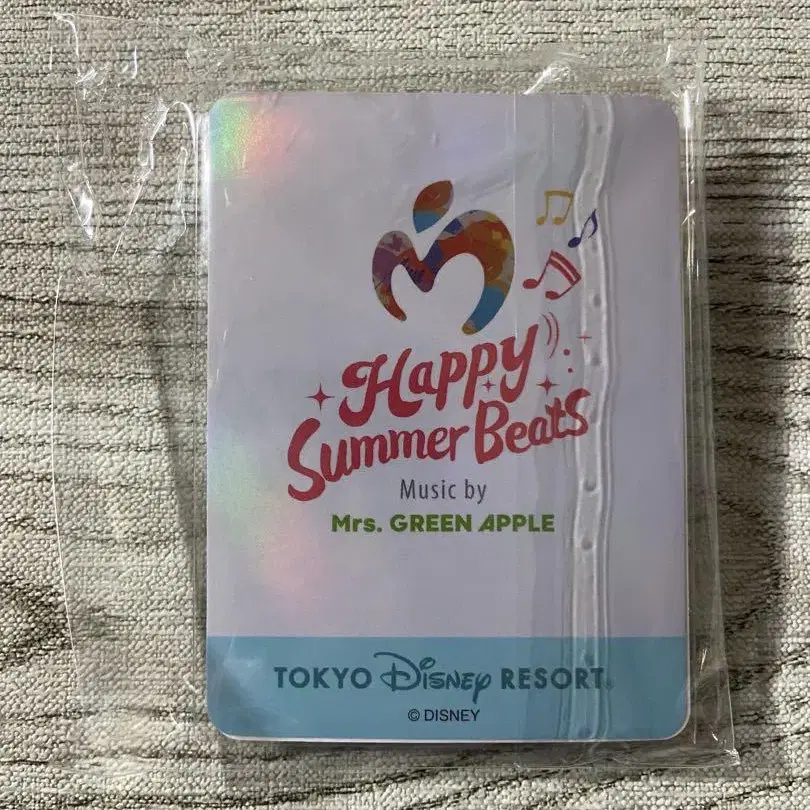 Happy
Summer Beats
Music by
Mrs. GREEN APPLE
TOKYO Disney RESORT®
© DISNEY